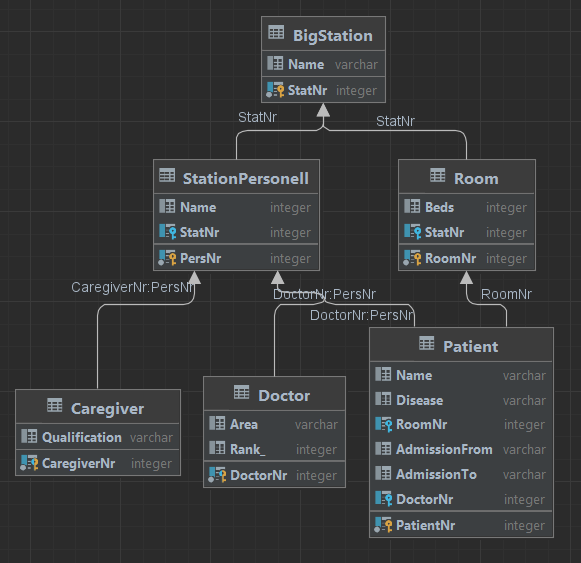 BigStation
Name varchar
StatNr integer
StatNr
StatNr
StationPersonell
Name integer
StatNr integer
PersNr integer
Room
Beds integer
StatNr integer
RoomNr integer
CaregiverNr:PersNr
DoctorNr:PersNr
RoomNr
DoctorNr:PersNr
Patient
Name varchar
Disease varchar
RoomNr integer
AdmissionFrom varchar
AdmissionTo varchar
DoctorNr integer
PatientNr integer
Doctor
Area varchar
Rank_ integer
DoctorNr integer
Caregiver
Qualification varchar
CaregiverNr integer